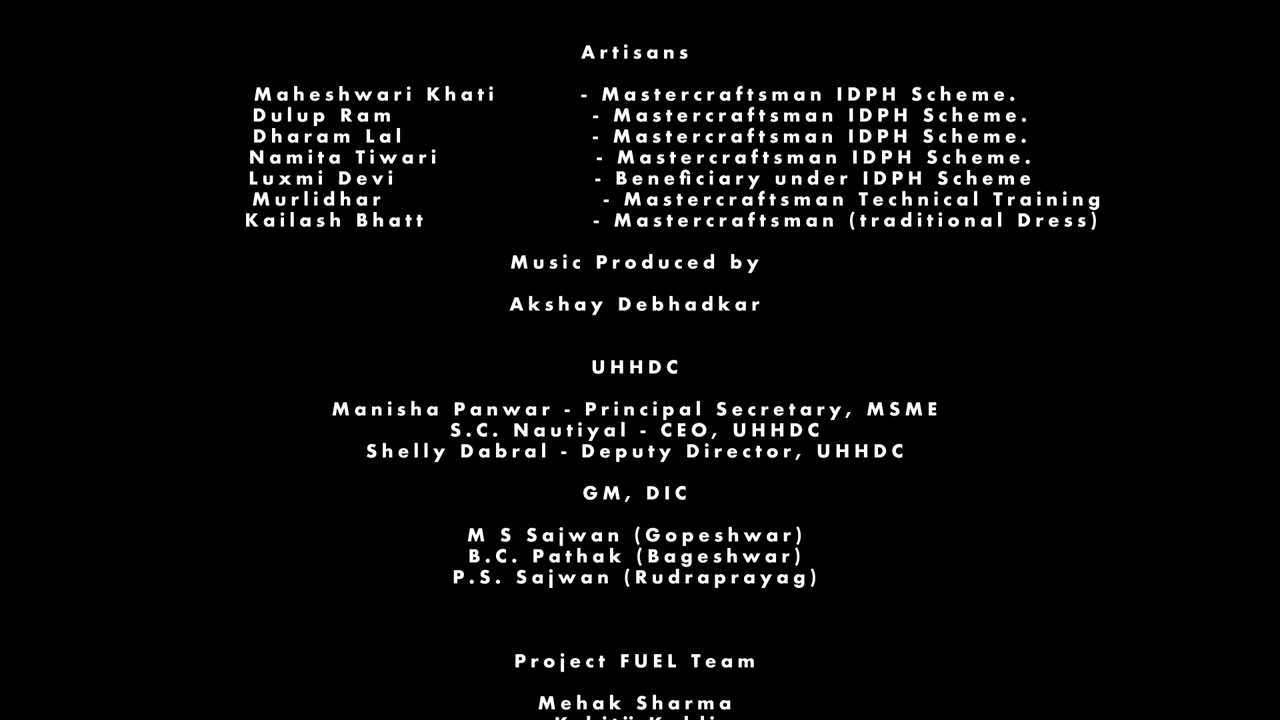 Artisans
Maheshwari Khati - Mastercraftsman IDPH Scheme.
Dulup Ram - Mastercraftsman IDPH Scheme.
Dharam Lal - Mastercraftsman IDPH Scheme.
Namita Tiwari - Mastercraftsman IDPH Scheme.
Luxmi Devi - Beneficiary under IDPH Scheme
Murlidhar - Mastercraftsman Technical Training
Kailash Bhatt - Mastercraftsman (traditional Dress)
Music Produced by
Akshay Debhadkar
UHHDC
Manisha Panwar - Principal Secretary, MSME
S.C. Nautiyal - CEO, UHHDC
Shelly Dabral - Deputy Director, UHHDC
GM, DIC
M S Sajwan (Gopeshwar)
B.C. Pathak (Bageshwar)
P.S. Sajwan (Rudraprayag)
Project FUEL Team
Mehak Sharma